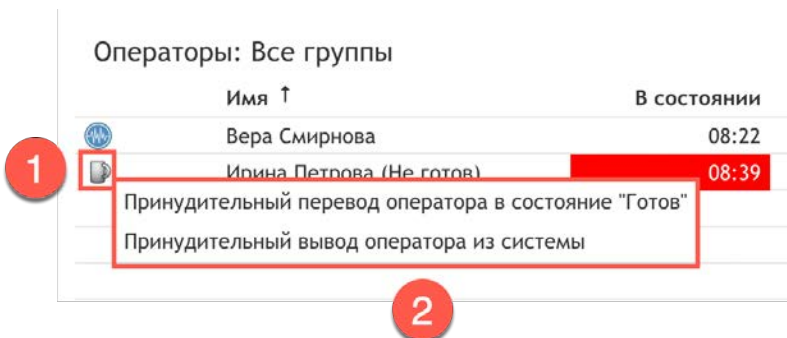 Операторы: Все группы
Имя ↑ В состоянии
Вера Смирнова 08:22
1 Ирина Петрова (Не готов) 08:39
Принудительный перевод оператора в состояние "Готов"
Принудительный вывод оператора из системы
2